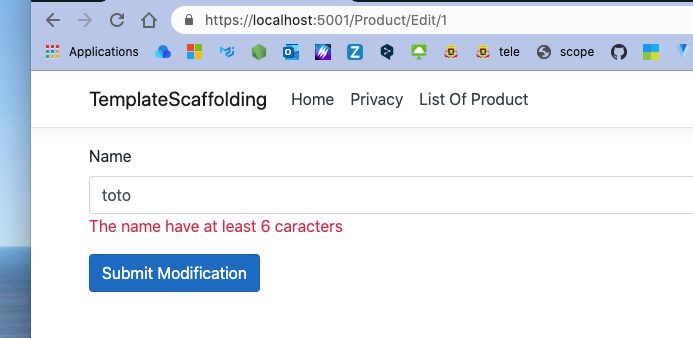 https://localhost:5001/Product/Edit/1
Applications tele scope
TemplateScaffolding Home Privacy List Of Product
Name
toto
The name have at least 6 caracters
Submit Modification